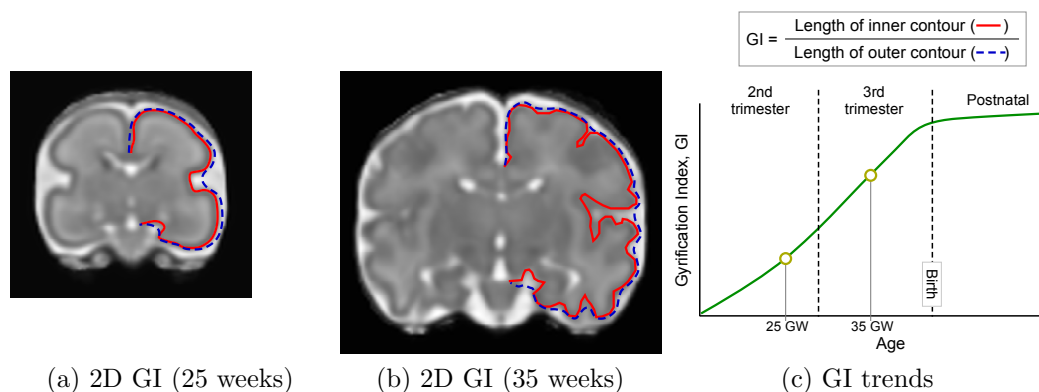 GI = Length of inner contour ( )
Length of outer contour ( )
2nd trimester
3rd trimester
Postnatal
Gyrification Index, GI
Birth
25 GW
35 GW
Age
(a) 2D GI (25 weeks)
(b) 2D GI (35 weeks)
(c) GI trends